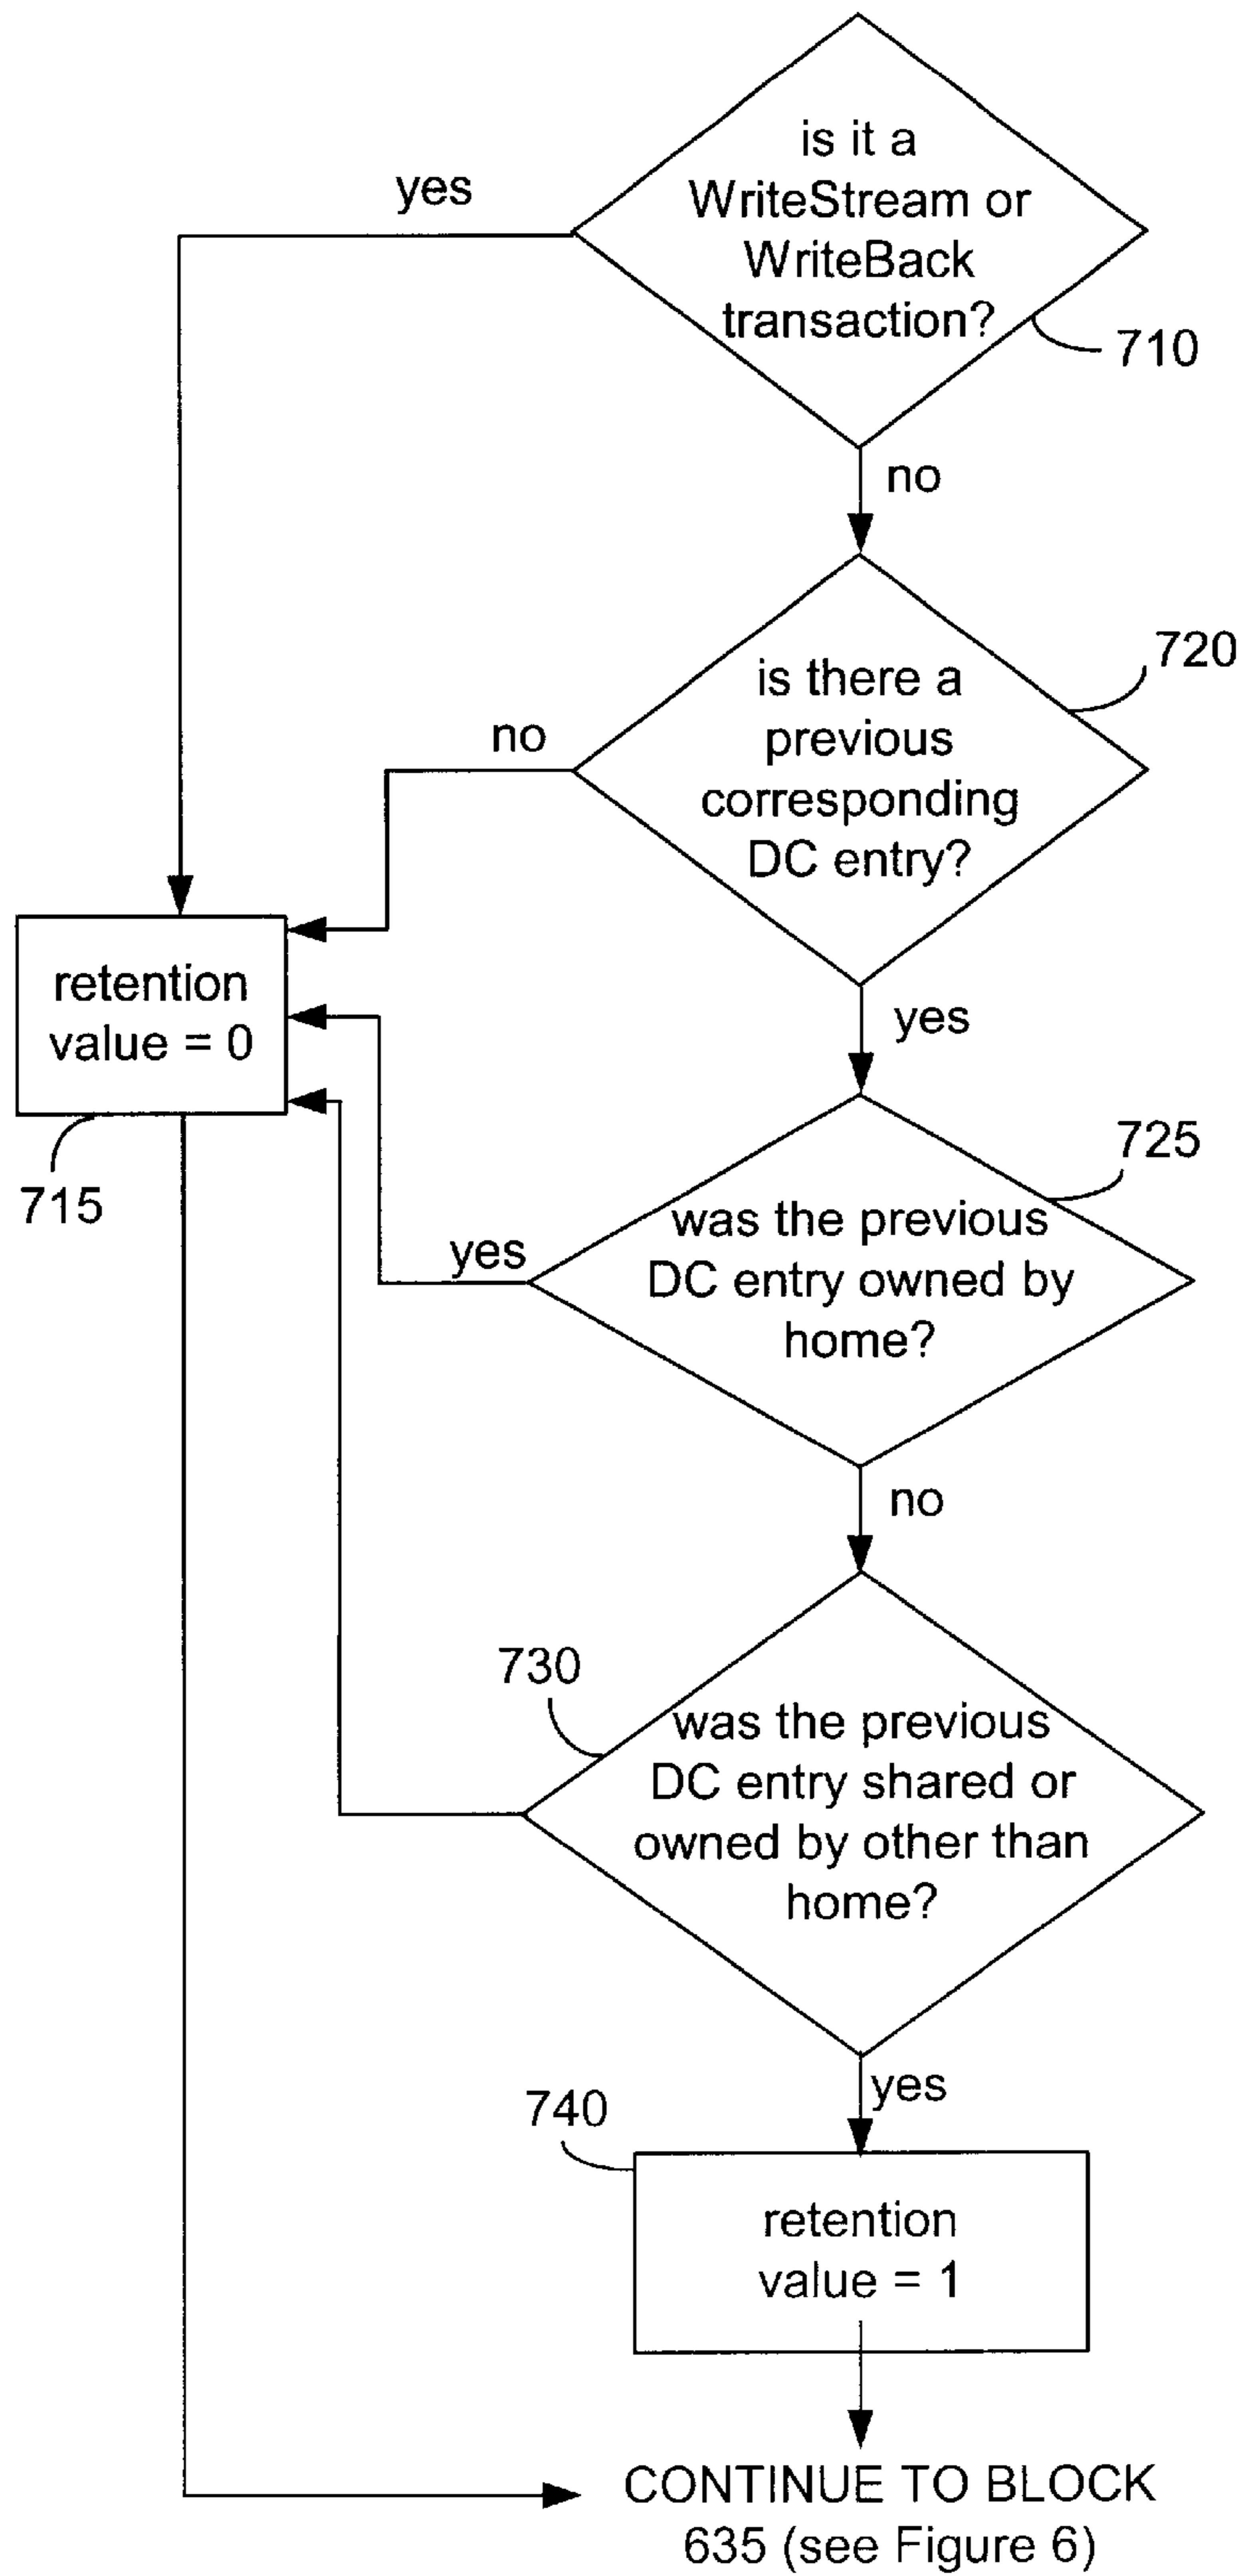 is it a
WriteStream or
WriteBack
transaction?
yes
710
no
720
is there a
previous
corresponding
DC entry?
no
retention
value = 0
yes
715
725
was the previous
DC entry owned by
home?
yes
no
730
was the previous
DC entry shared or
owned by other than
home?
yes
740
retention
value = 1
CONTINUE TO BLOCK
635 (see Figure 6)